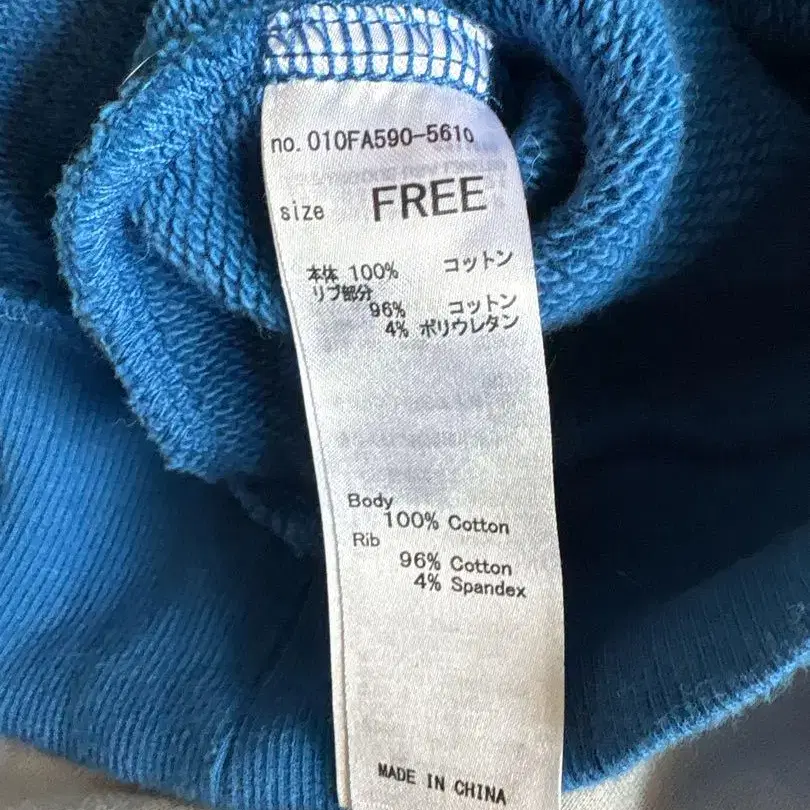 no. 010FA590-5610
size FREE
本体 100% コットン
リブ部分
96% コットン
4% ポリウレタン
Body
100% Cotton
Rib
96% Cotton
4% Spandex
MADE IN CHINA